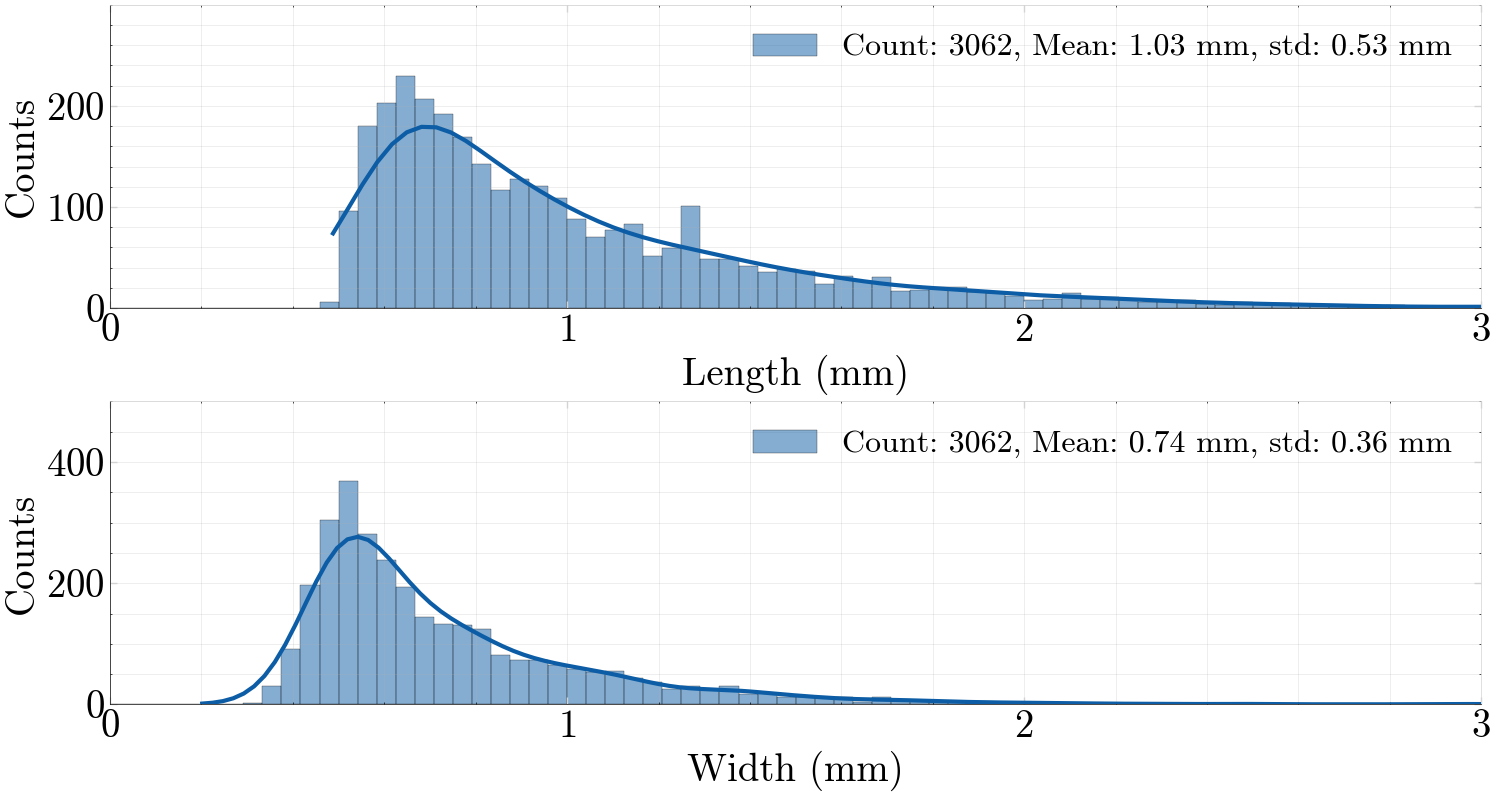 Count: 3062, Mean: 1.03 mm, std: 0.53 mm
Counts
200
100
0
0 1 2 3
Length (mm)
Count: 3062, Mean: 0.74 mm, std: 0.36 mm
Counts
400
200
0
0 1 2 3
Width (mm)